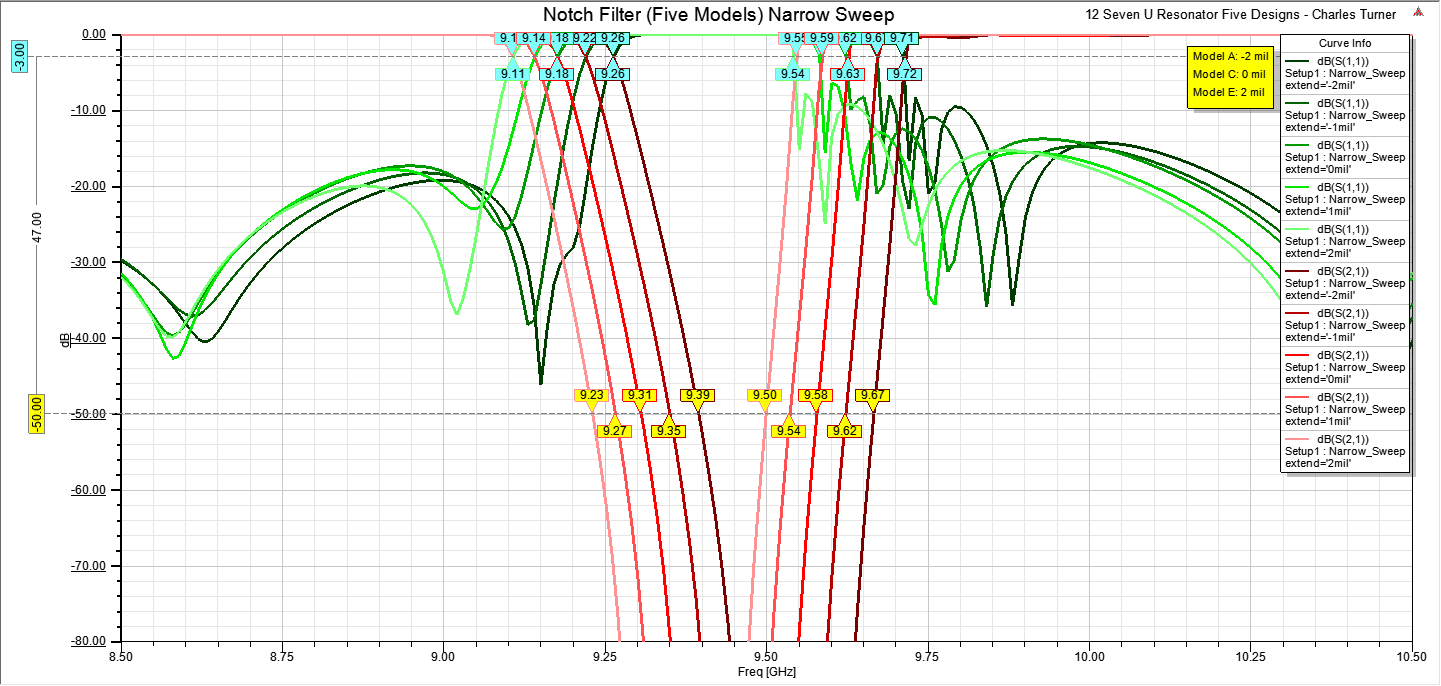 Notch Filter (Five Models) Narrow Sweep
12 Seven U Resonator Five Designs - Charles Turner
0.00
-10.00
-20.00
-30.00
-40.00
-50.00
-60.00
-70.00
-80.00
dB
-3.00
47.00
-50.00
9.14
.18
9.22
9.26
9.11
9.18
9.26
9.55
9.59
.62
9.6
9.71
9.54
9.63
9.72
9.23
9.31
9.39
9.27
9.35
9.50
9.58
9.67
9.54
9.62
Model A: -2 mil
Model C: 0 mil
Model E: 2 mil
Curve Info
dB(S(1,1))
Setup1 : Narrow_Sweep
extend='-2mil'
dB(S(1,1))
Setup1 : Narrow_Sweep
extend='-1mil'
dB(S(1,1))
Setup1 : Narrow_Sweep
extend='0mil'
dB(S(1,1))
Setup1 : Narrow_Sweep
extend='1mil'
dB(S(1,1))
Setup1 : Narrow_Sweep
extend='2mil'
dB(S(2,1))
Setup1 : Narrow_Sweep
extend='-2mil'
dB(S(2,1))
Setup1 : Narrow_Sweep
extend='-1mil'
dB(S(2,1))
Setup1 : Narrow_Sweep
extend='0mil'
dB(S(2,1))
Setup1 : Narrow_Sweep
extend='1mil'
dB(S(2,1))
Setup1 : Narrow_Sweep
extend='2mil'
8.50
8.75
9.00
9.25
9.50
9.75
10.00
10.25
10.50
Freq [GHz]